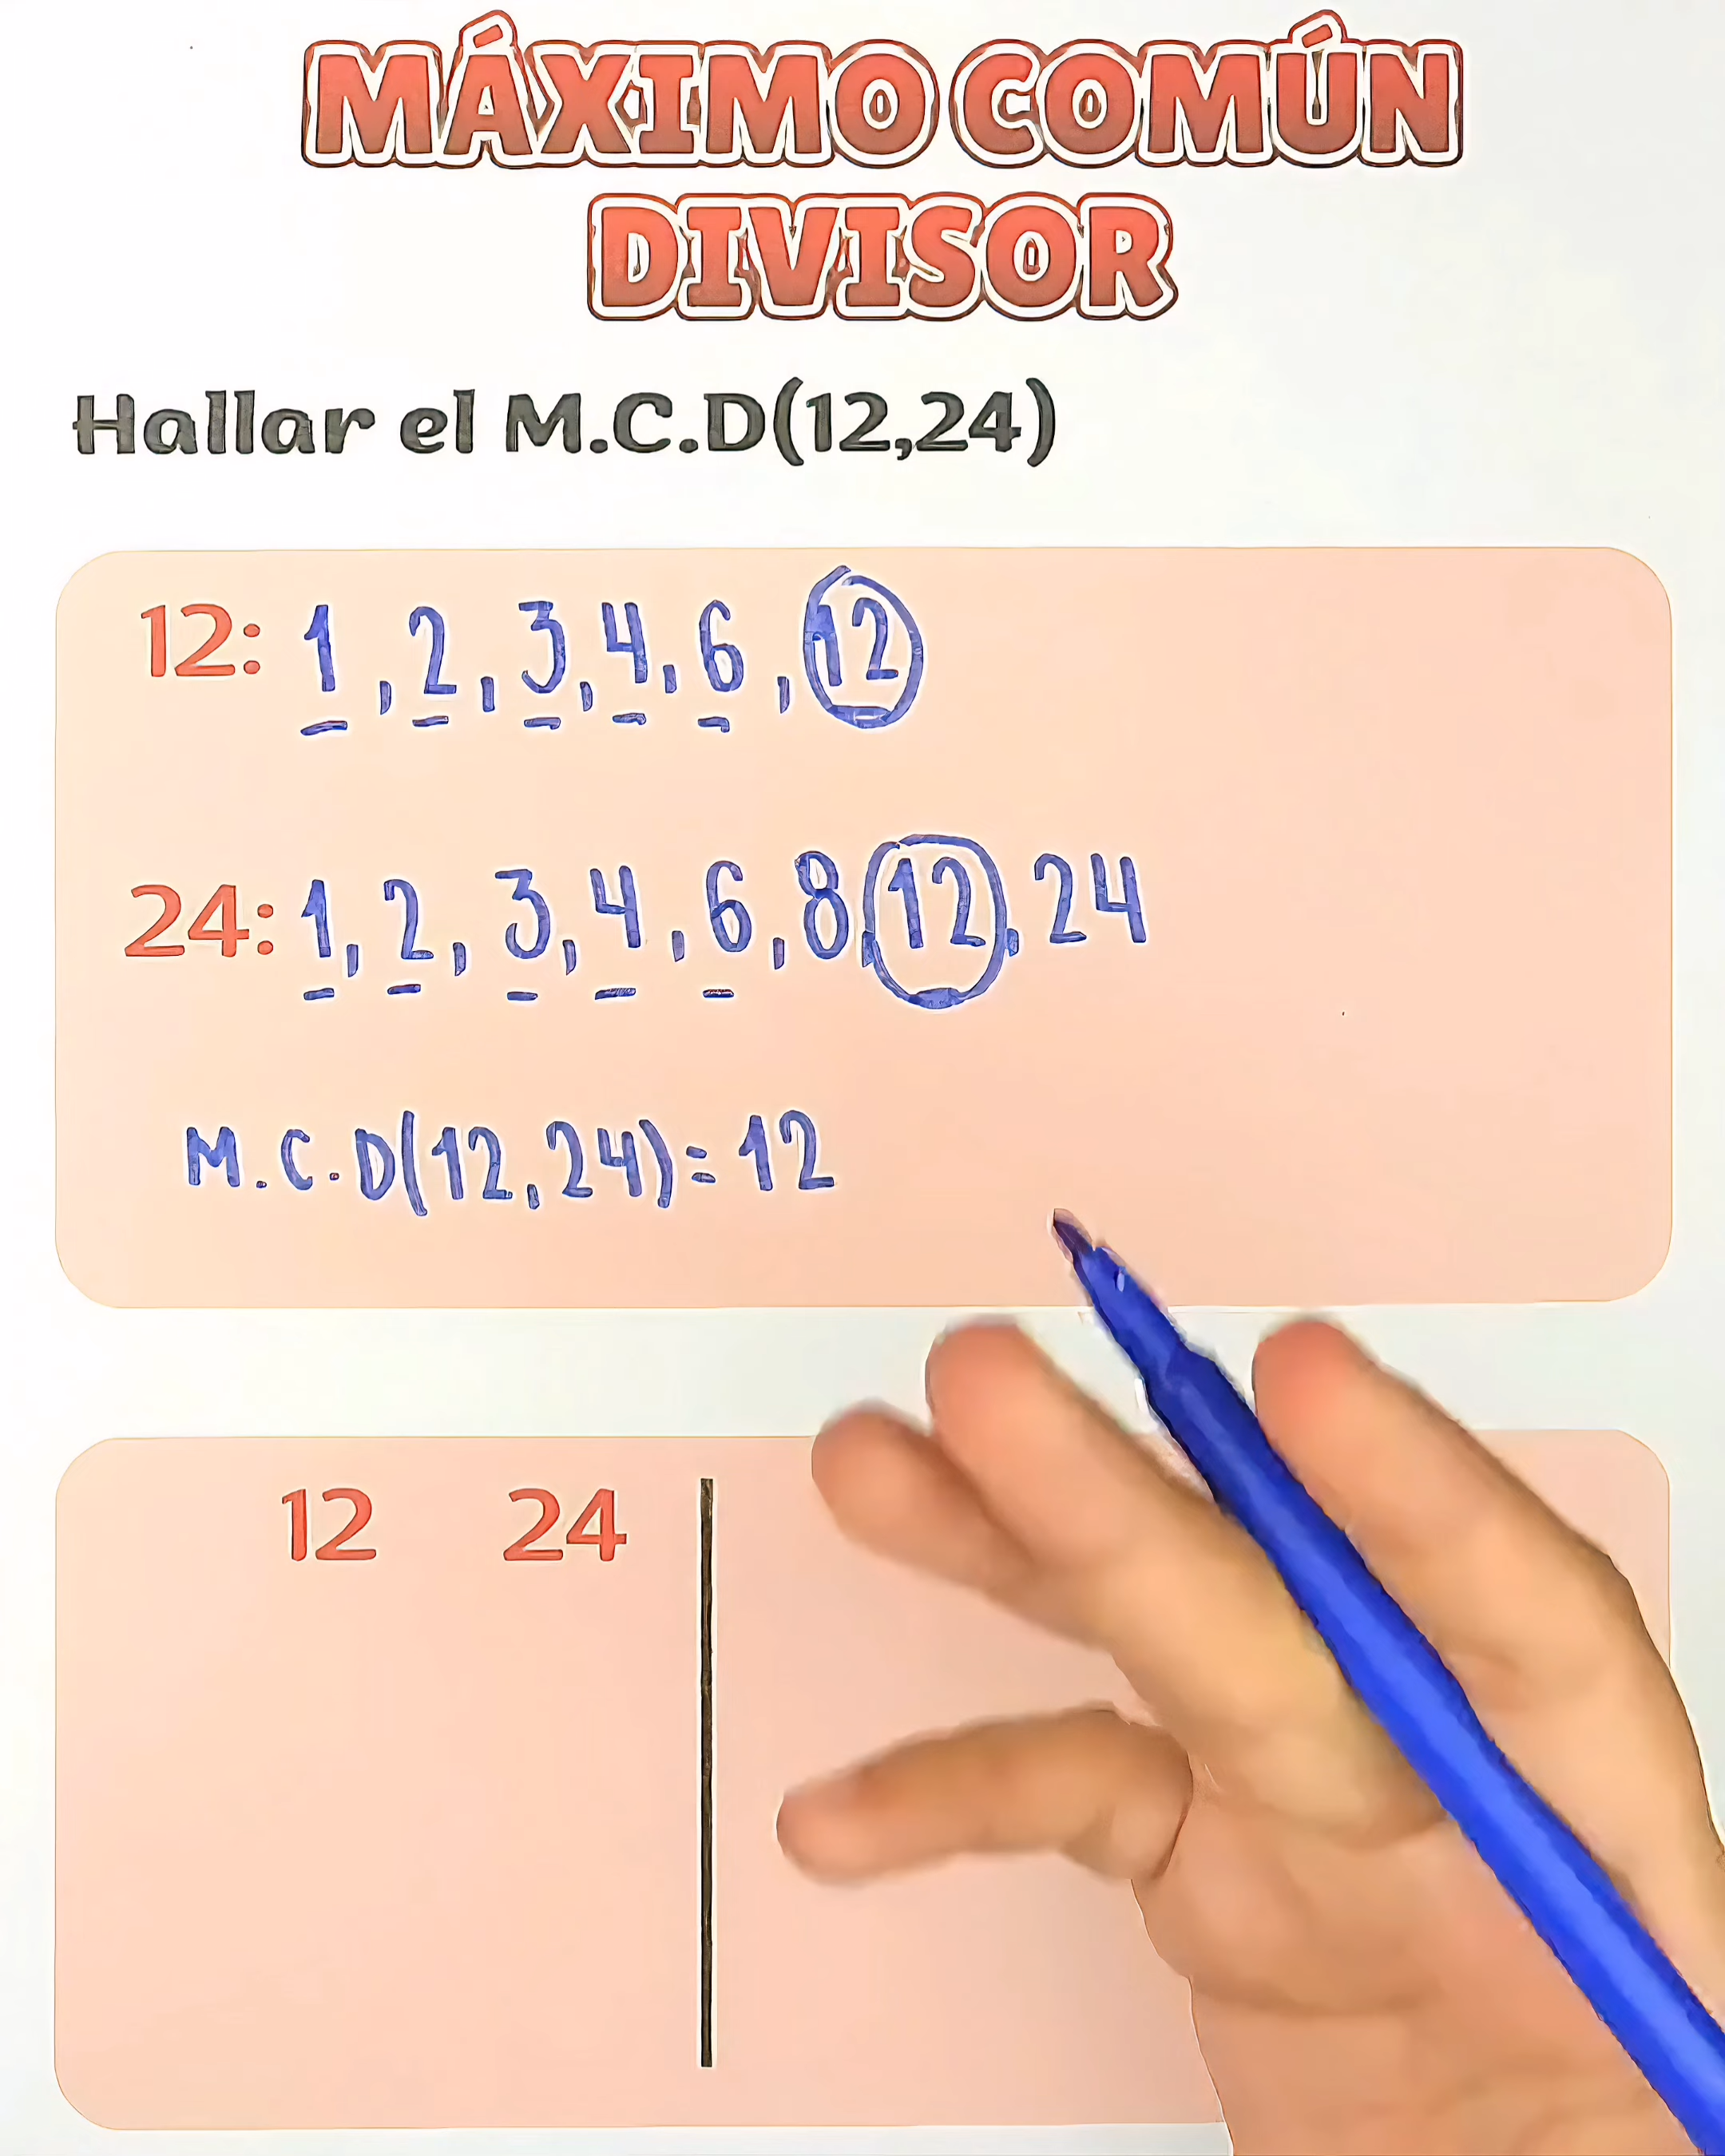 MÁXIMO COMÚN
DIVISOR
Hallar el M.C.D(12,24)
12: 1, 2, 3, 4, 6, 12
24: 1, 2, 3, 4, 6, 8, 12, 24
M.C.D(12,24)=12
12 24